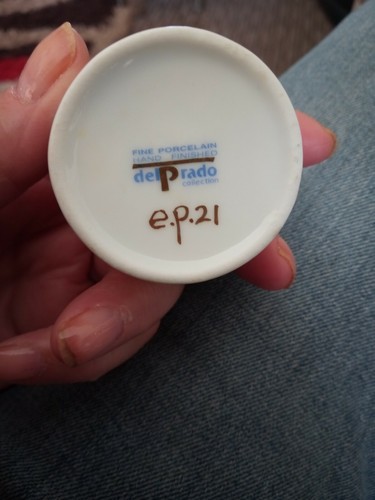 FINE PORCELAIN
HAND FINISHED
delPrado
collection
e.p.21